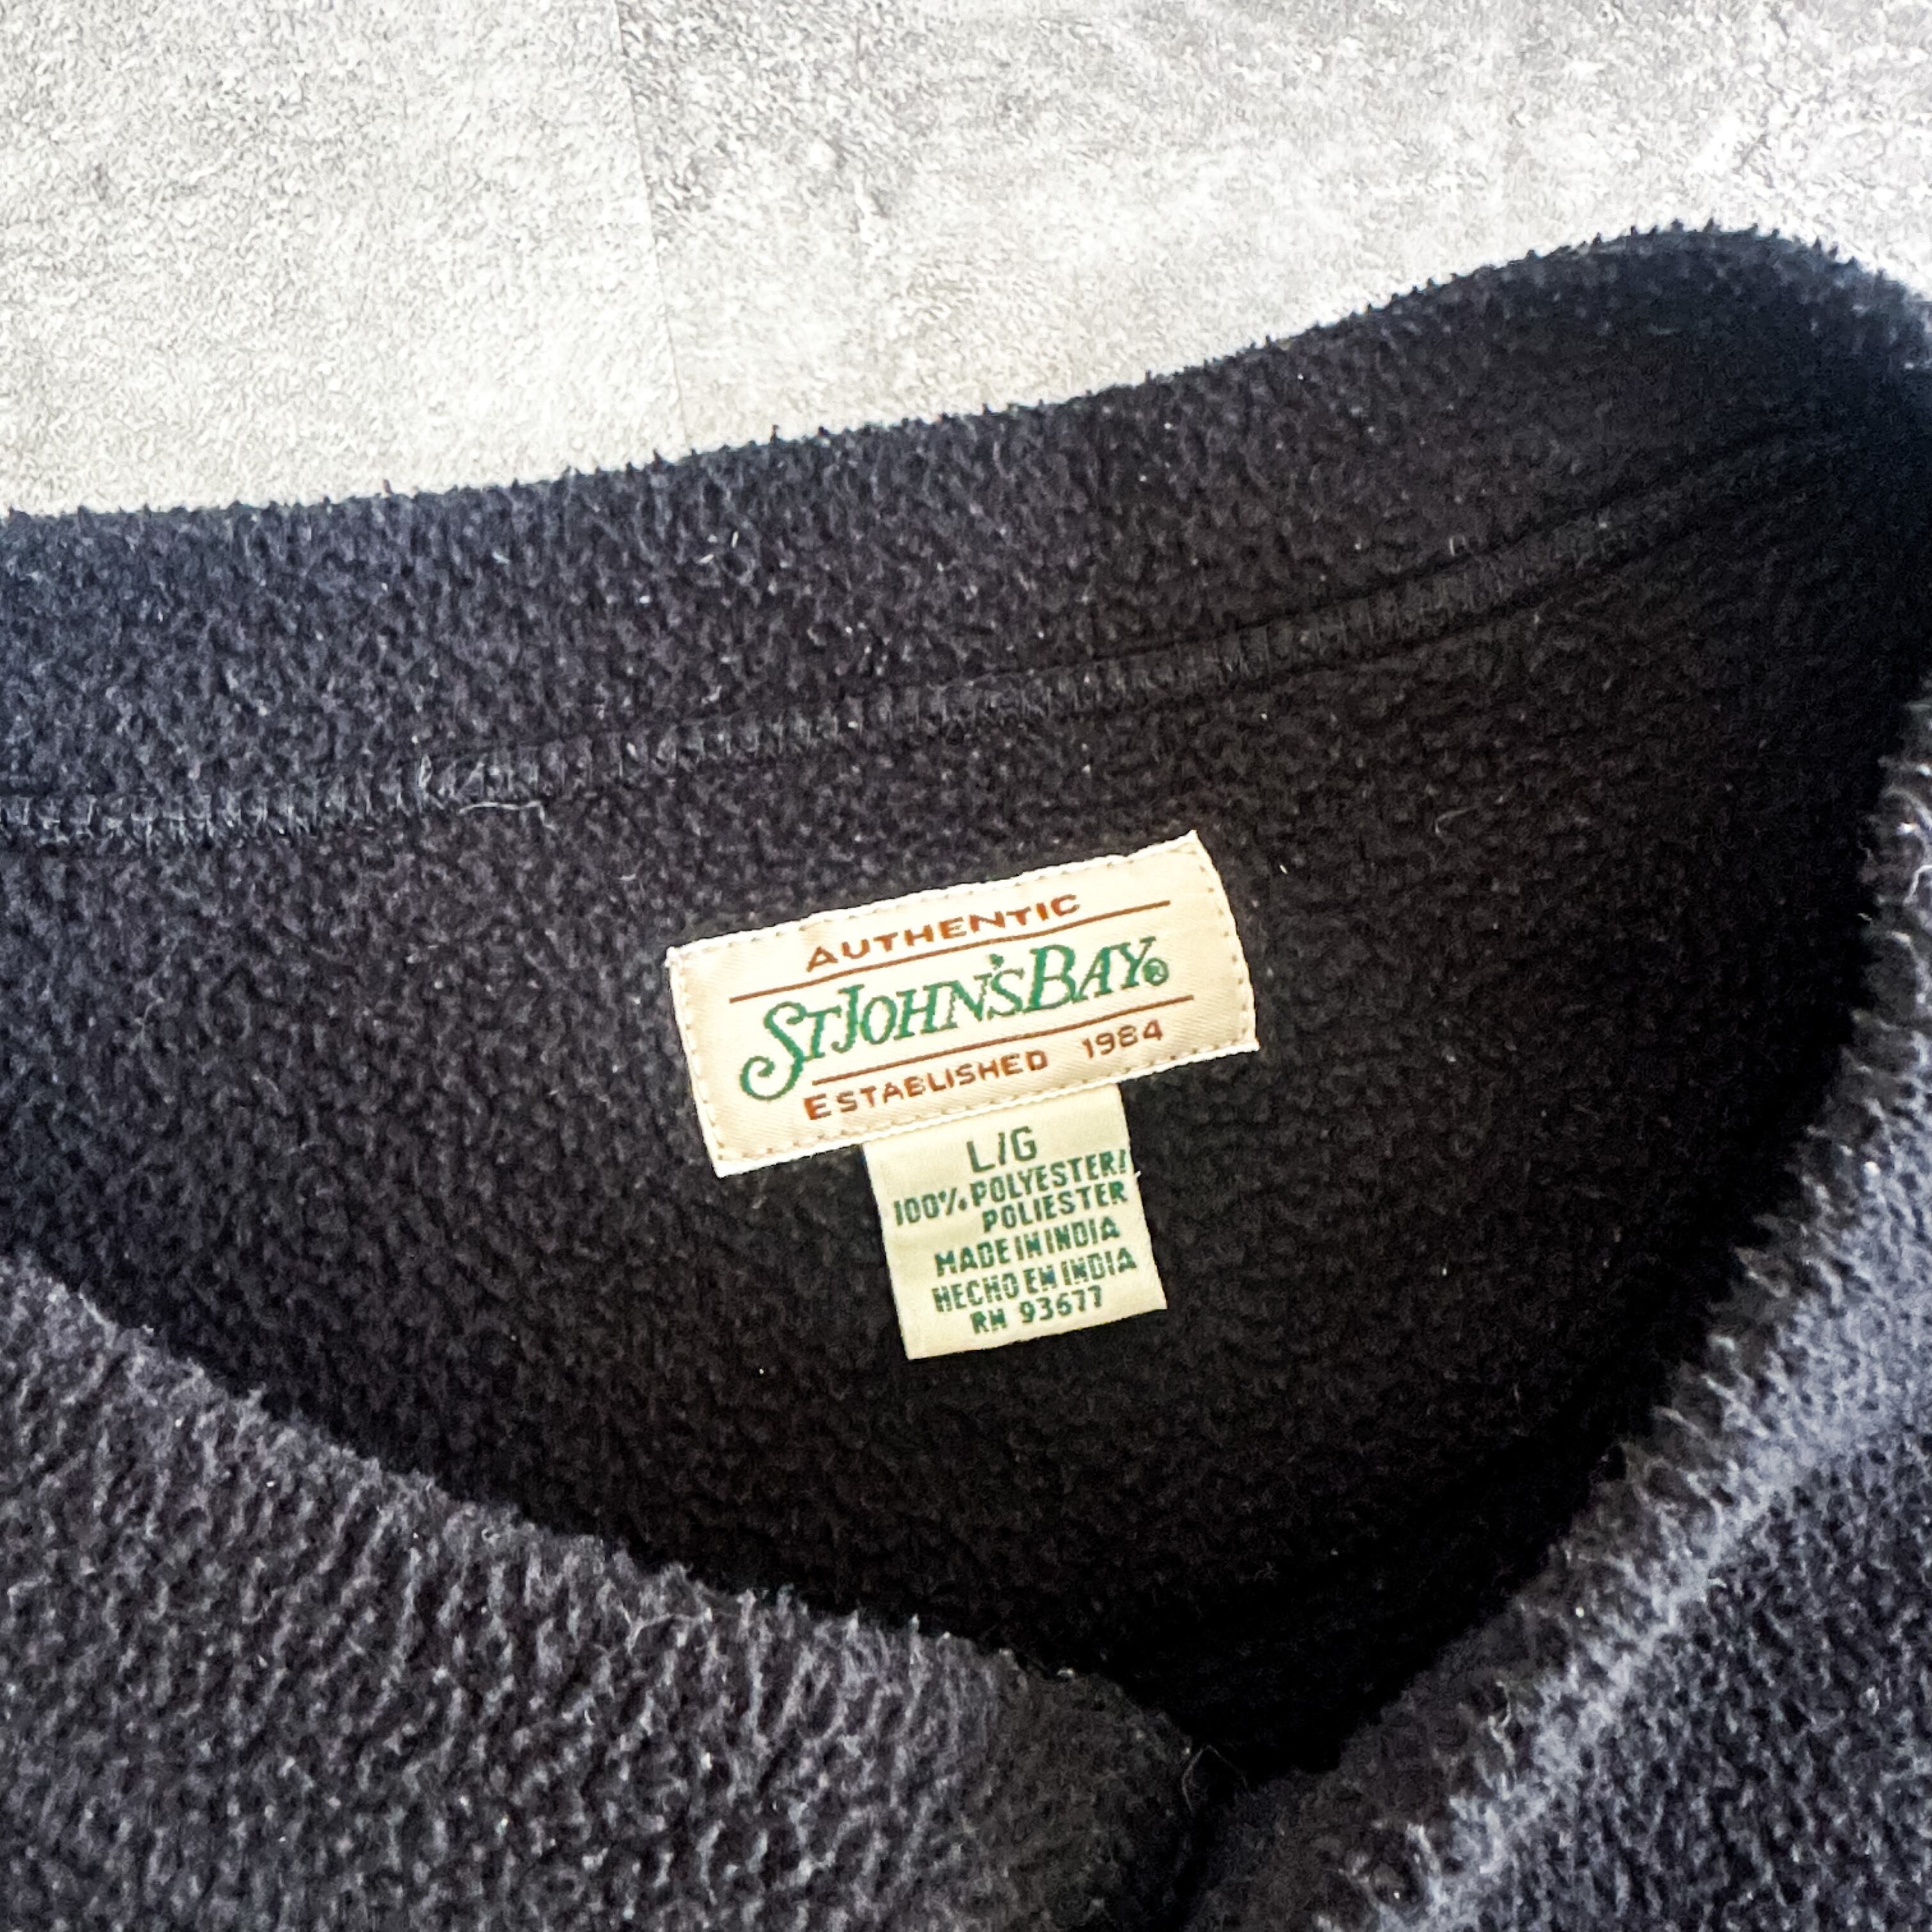 AUTHENTIC
ST JOHN'S BAY®
ESTABLISHED 1984
L/G
100% POLYESTER/
POLIESTER
MADE IN INDIA
HECHO EN INDIA
RN 93677